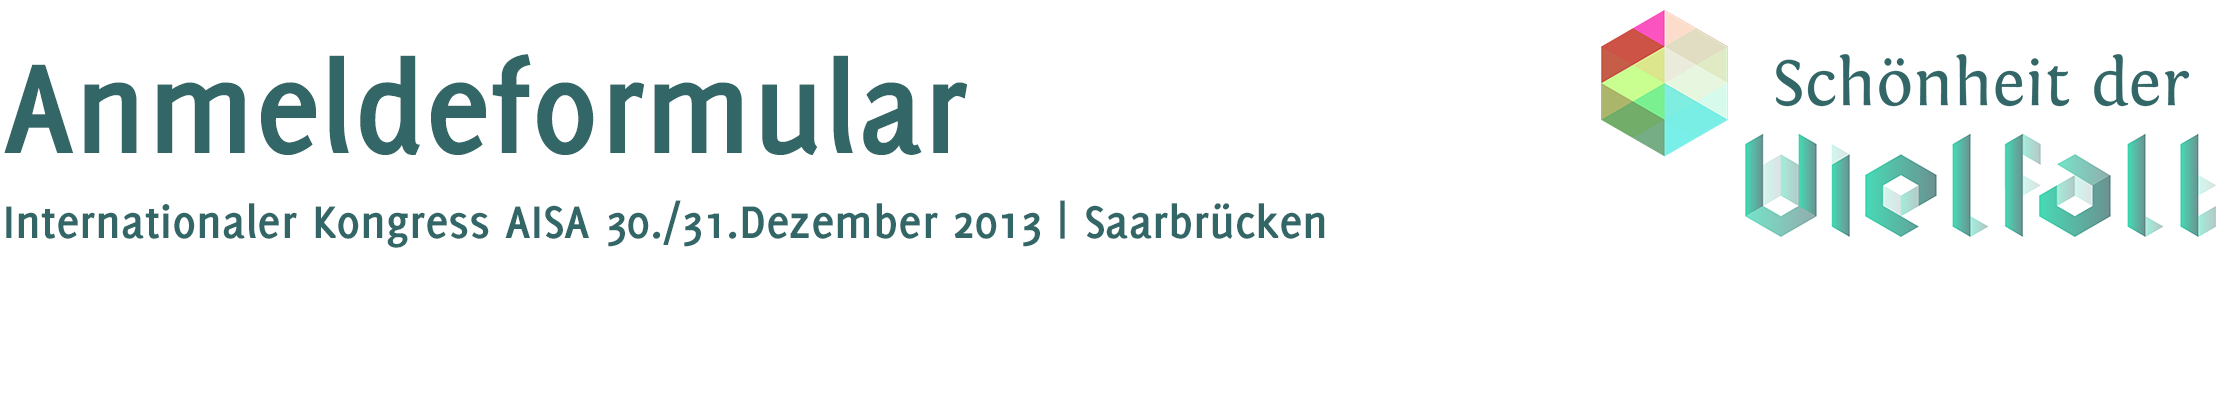 Anmeldeformular
Internationaler Kongress AISA 30./31.Dezember 2013 | Saarbrücken
Schönheit der
Vielfalt